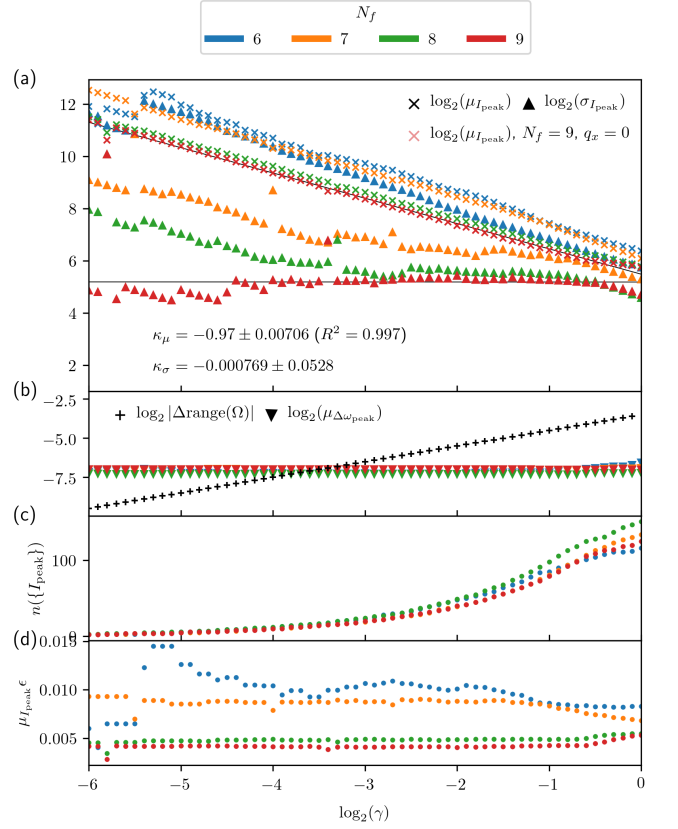 N_f
6 7 8 9
(a)
12
10
8
6
4
2
× log₂(μ_{I_peak}) ▲ log₂(σ_{I_peak})
× log₂(μ_{I_peak}), N_f = 9, q_x = 0
κ_μ = −0.97 ± 0.00706 (R² = 0.997)
κ_σ = −0.000769 ± 0.0528
(b)
−2.5
−5.0
−7.5
+ log₂|Δrange(Ω)| ▼ log₂(μ_{Δω_peak})
(c)
100
0
n({I_peak})
(d)
0.015
0.010
0.005
μ_{I_peak}ϵ
−6 −5 −4 −3 −2 −1 0
log₂(γ)